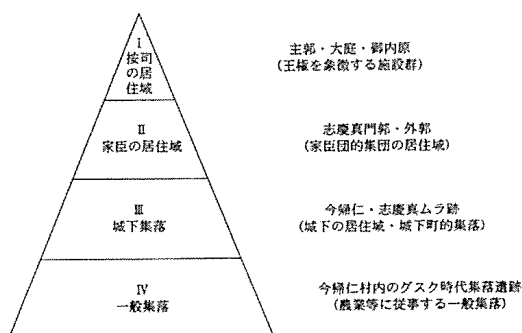 I
按司
の居
住域
主郭・大庭・御内原
(王権を象徴する施設群)
II
家臣の居住域
志慶真門郭・外郭
(家臣団的集団の居住域)
III
城下集落
今帰仁・志慶真ムラ跡
(城下の居住域・城下町的集落)
IV
一般集落
今帰仁村内のグスク時代集落遺跡
(農業等に従事する一般集落)